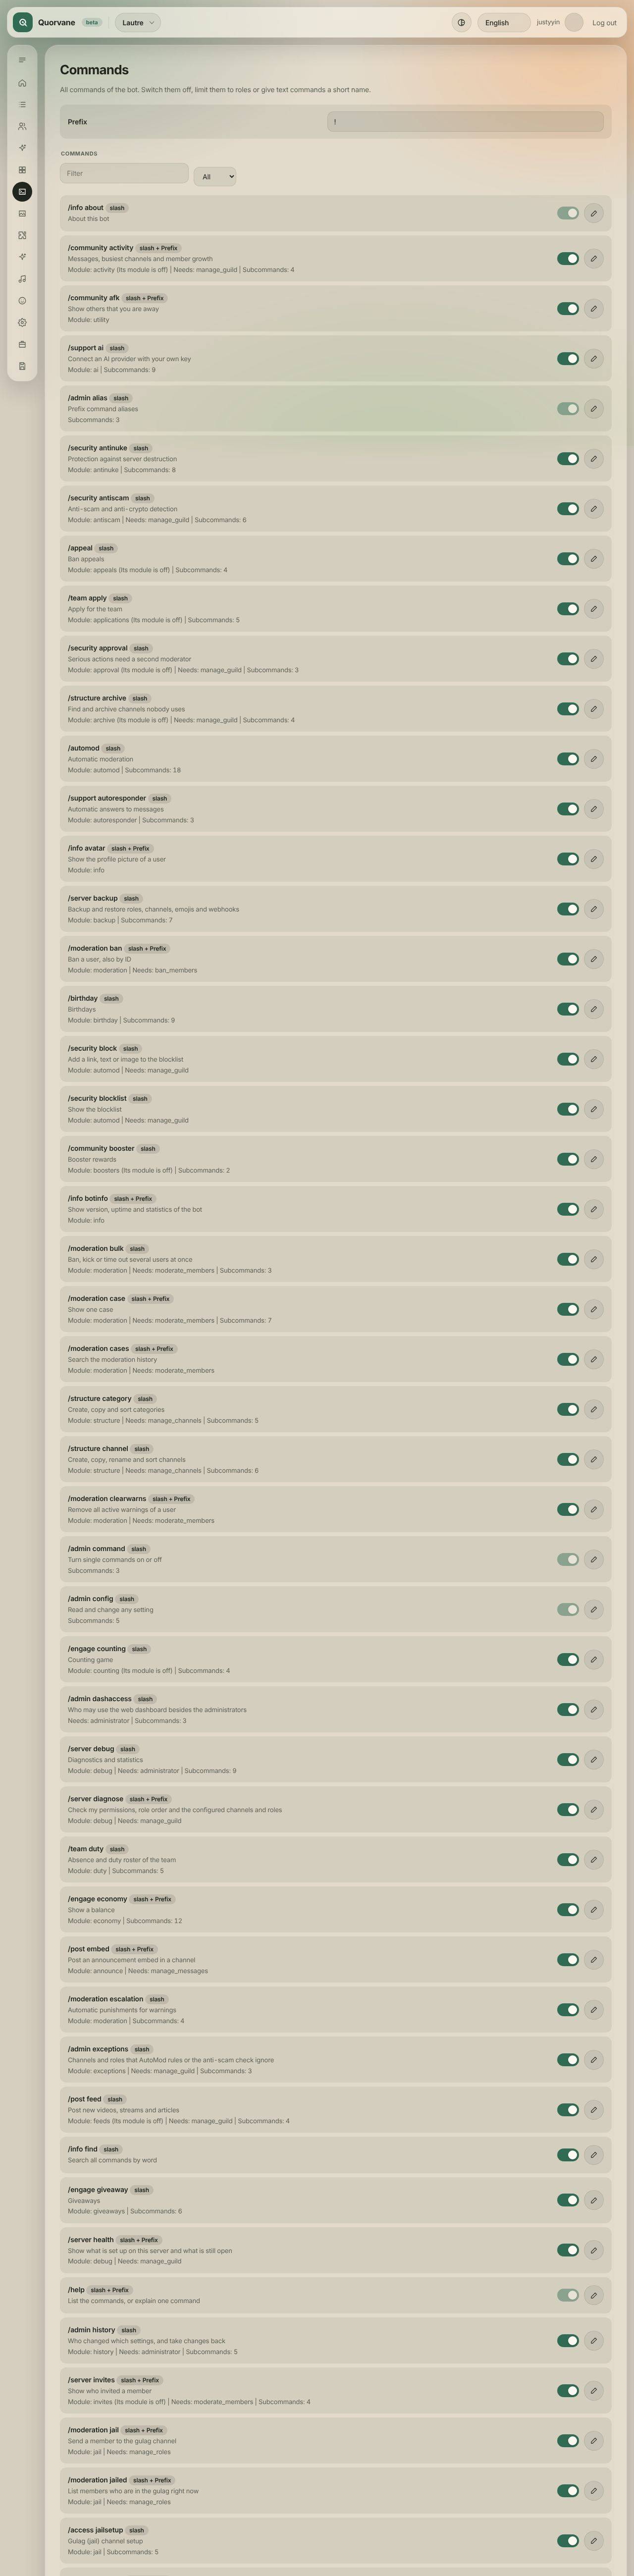 Quorvane beta Lautre English justyyin Log out
Commands
All commands of the bot. Switch them off, limit them to roles or give text commands a short name.
Prefix !
COMMANDS
Filter All
/info about slash
About this bot
/community activity slash + Prefix
Messages, busiest channels and member growth
Module: activity (Its module is off) | Needs: manage_guild | Subcommands: 4
/community afk slash + Prefix
Show others that you are away
Module: utility
/support ai slash
Connect an AI provider with your own key
Module: ai | Subcommands: 9
/admin alias slash
Prefix command aliases
Subcommands: 3
/security antinuke slash
Protection against server destruction
Module: antinuke | Subcommands: 8
/security antiscam slash
Anti-scam and anti-crypto detection
Module: antiscam | Needs: manage_guild | Subcommands: 6
/appeal slash
Ban appeals
Module: appeals (Its module is off) | Subcommands: 4
/team apply slash
Apply for the team
Module: applications (Its module is off) | Subcommands: 5
/security approval slash
Serious actions need a second moderator
Module: approval (Its module is off) | Needs: manage_guild | Subcommands: 3
/structure archive slash
Find and archive channels nobody uses
Module: archive (Its module is off) | Needs: manage_guild | Subcommands: 4
/automod slash
Automatic moderation
Module: automod | Subcommands: 18
/support autoresponder slash
Automatic answers to messages
Module: autoresponder | Subcommands: 3
/info avatar slash + Prefix
Show the profile picture of a user
Module: info
/server backup slash
Backup and restore roles, channels, emojis and webhooks
Module: backup | Subcommands: 7
/moderation ban slash + Prefix
Ban a user, also by ID
Module: moderation | Needs: ban_members
/birthday slash
Birthdays
Module: birthday | Subcommands: 9
/security block slash
Add a link, text or image to the blocklist
Module: automod | Needs: manage_guild
/security blocklist slash
Show the blocklist
Module: automod | Needs: manage_guild
/community booster slash
Booster rewards
Module: boosters (Its module is off) | Subcommands: 2
/info botinfo slash + Prefix
Show version, uptime and statistics of the bot
Module: info
/moderation bulk slash + Prefix
Ban, kick or time out several users at once
Module: moderation | Needs: moderate_members | Subcommands: 3
/moderation case slash + Prefix
Show one case
Module: moderation | Needs: moderate_members | Subcommands: 7
/moderation cases slash + Prefix
Search the moderation history
Module: moderation | Needs: moderate_members
/structure category slash
Create, copy and sort categories
Module: structure | Needs: manage_channels | Subcommands: 5
/structure channel slash
Create, copy, rename and sort channels
Module: structure | Needs: manage_channels | Subcommands: 6
/moderation clearwarns slash + Prefix
Remove all active warnings of a user
Module: moderation | Needs: moderate_members
/admin command slash
Turn single commands on or off
Subcommands: 3
/admin config slash
Read and change any setting
Subcommands: 5
/engage counting slash
Counting game
Module: counting (Its module is off) | Subcommands: 4
/admin dashaccess slash
Who may use the web dashboard besides the administrators
Needs: administrator | Subcommands: 3
/server debug slash
Diagnostics and statistics
Module: debug | Needs: administrator | Subcommands: 9
/server diagnose slash + Prefix
Check my permissions, role order and the configured channels and roles
Module: debug | Needs: manage_guild
/team duty slash
Absence and duty roster of the team
Module: duty | Subcommands: 5
/engage economy slash + Prefix
Show a balance
Module: economy | Subcommands: 12
/post embed slash + Prefix
Post an announcement embed in a channel
Module: announce | Needs: manage_messages
/moderation escalation slash
Automatic punishments for warnings
Module: moderation | Subcommands: 4
/admin exceptions slash
Channels and roles that AutoMod rules or the anti-scam check ignore
Module: exceptions | Needs: manage_guild | Subcommands: 3
/post feed slash
Post new videos, streams and articles
Module: feeds (Its module is off) | Needs: manage_guild | Subcommands: 4
/info find slash
Search all commands by word
/engage giveaway slash
Giveaways
Module: giveaways | Subcommands: 6
/server health slash + Prefix
Show what is set up on this server and what is still open
Module: debug | Needs: manage_guild
/help slash + Prefix
List the commands, or explain one command
/admin history slash
Who changed which settings, and take changes back
Module: history | Needs: administrator | Subcommands: 5
/server invites slash + Prefix
Show who invited a member
Module: invites (Its module is off) | Needs: moderate_members | Subcommands: 4
/moderation jail slash + Prefix
Send a member to the gulag channel
Module: jail | Needs: manage_roles
/moderation jailed slash + Prefix
List members who are in the gulag right now
Module: jail | Needs: manage_roles
/access jailsetup slash
Gulag (jail) channel setup
Module: jail | Subcommands: 5